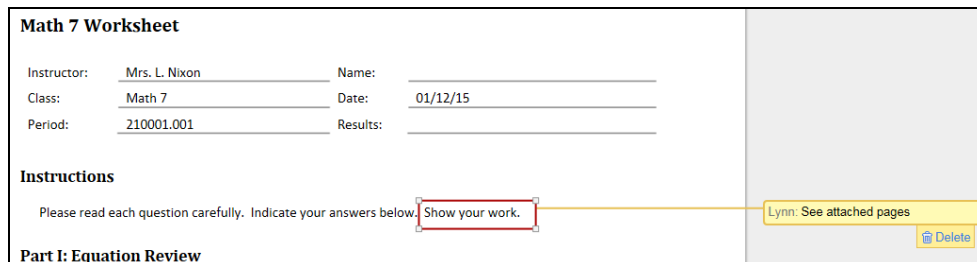 Math 7 Worksheet
Instructor: Mrs. L. Nixon Name:
Class: Math 7 Date: 01/12/15
Period: 210001.001 Results:
Instructions
Please read each question carefully. Indicate your answers below. Show your work.
Lynn: See attached pages
Delete
Part I: Equation Review